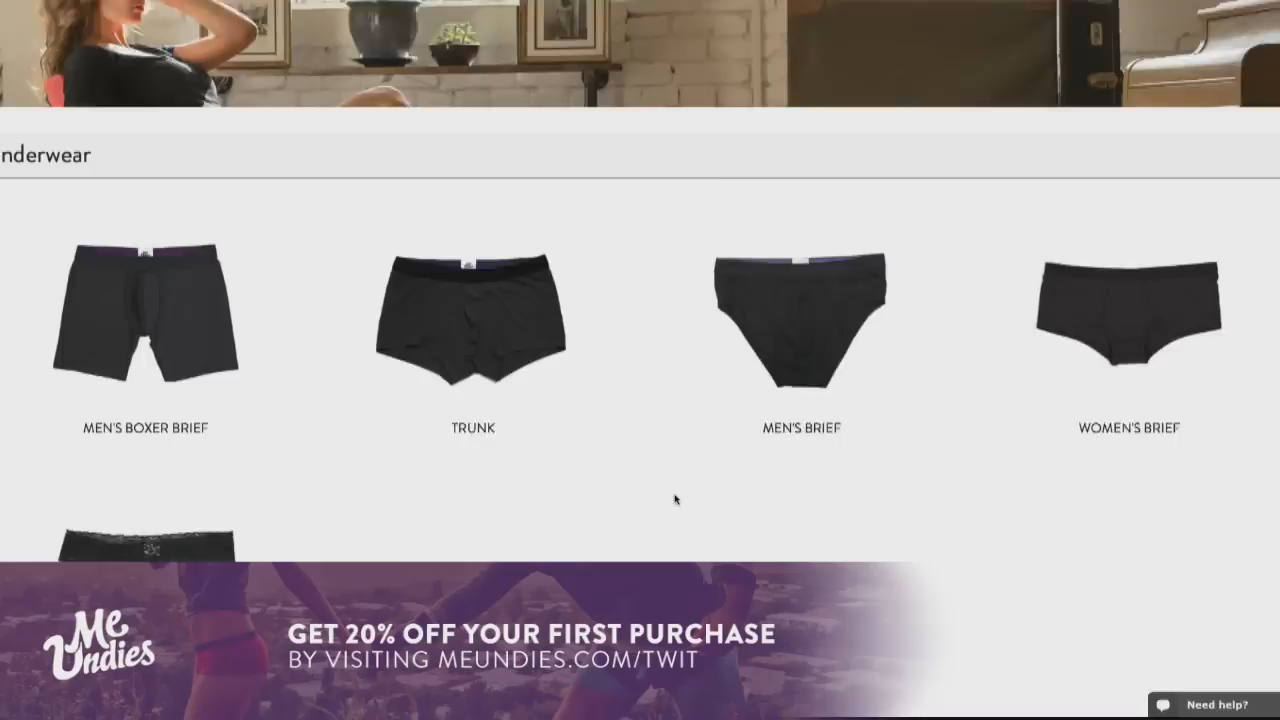 nderwear
MEN'S BOXER BRIEF
TRUNK
MEN'S BRIEF
WOMEN'S BRIEF
Me
Undies
GET 20% OFF YOUR FIRST PURCHASE
BY VISITING MEUNDIES.COM/TWIT
Need help?